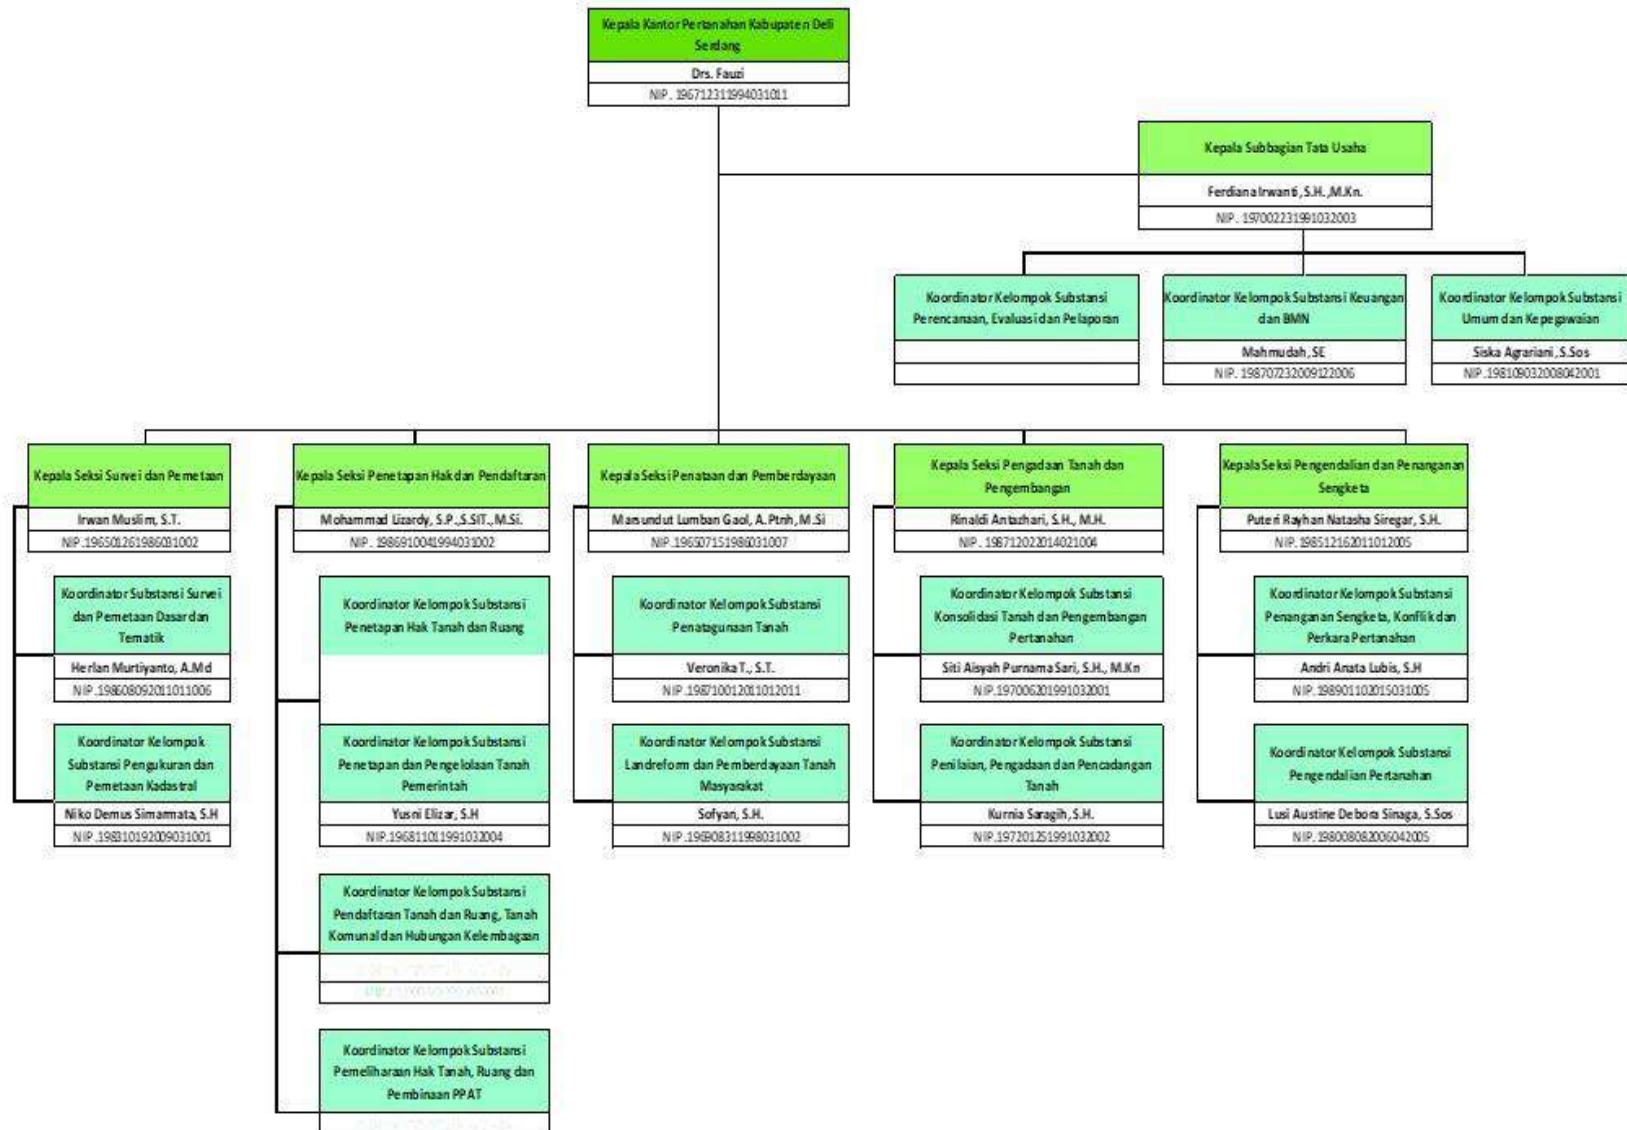 Kepala Kantor Pertanahan Kabupaten Deli
Serdang
Drs. Fauzi
NIP. 196712311994031011
Kepala Subbagian Tata Usaha
Ferdiana Irwanti, S.H.,M.Kn.
NIP. 197002231991032003
Koordinator Kelompok Substansi
Perencanaan, Evaluasi dan Pelaporan
Koordinator Kelompok Substansi Keuangan
dan BMN
Mahmudah, SE
NIP. 198707232009122006
Koordinator Kelompok Substansi
Umum dan Kepegawaian
Siska Agrariani, S.Sos
NIP.198109032008042001
Kepala Seksi Survei dan Pemetaan
Irwan Muslim, S.T.
NIP.196501261986031002
Koordinator Substansi Survei
dan Pemetaan Dasar dan
Tematik
Herlan Murtiyanto, A.Md
NIP.198608092011011006
Koordinator Kelompok
Substansi Pengukuran dan
Pemetaan Kadastral
Niko Demus Simarmata, S.H
NIP.198310192009031001
Kepala Seksi Penetapan Hak dan Pendaftaran
Mohammad Lizardy, S.P.,S.SIT.,M.Si.
NIP. 1986910041994031002
Koordinator Kelompok Substansi
Penetapan Hak Tanah dan Ruang
Koordinator Kelompok Substansi
Penetapan dan Pengelolaan Tanah
Pemerintah
Yusni Elizar, S.H
NIP.196811011991032004
Koordinator Kelompok Substansi
Pendaftaran Tanah dan Ruang, Tanah
Komunal dan Hubungan Kelembagaan
Koordinator Kelompok Substansi
Pemeliharaan Hak Tanah, Ruang dan
Pembinaan PPAT
Kepala Seksi Penataan dan Pemberdayaan
Marsundut Lumban Gaol, A.Ptnh, M.Si
NIP.196507151986031007
Koordinator Kelompok Substansi
Penatagunaan Tanah
Veronika T., S.T.
NIP.198710012011012011
Koordinator Kelompok Substansi
Landreform dan Pemberdayaan Tanah
Masyarakat
Sofyan, S.H.
NIP.196908311998031002
Kepala Seksi Pengadaan Tanah dan
Pengembangan
Rinaldi Antazhari, S.H., M.H.
NIP. 198712022014021004
Koordinator Kelompok Substansi
Konsolidasi Tanah dan Pengembangan
Pertanahan
Siti Aisyah Purnama Sari, S.H., M.Kn
NIP.197006201991032001
Koordinator Kelompok Substansi
Penilaian, Pengadaan dan Pencadangan
Tanah
Kurnia Saragih, S.H.
NIP.197201251991032002
Kepala Seksi Pengendalian dan Penanganan
Sengketa
Puteri Rayhan Natasha Siregar, S.H.
NIP.198512162011012005
Koordinator Kelompok Substansi
Penanganan Sengketa, Konflik dan
Perkara Pertanahan
Andri Anata Lubis, S.H
NIP.198901102015031005
Koordinator Kelompok Substansi
Pengendalian Pertanahan
Lusi Austine Debora Sinaga, S.Sos
NIP.198008082006042005